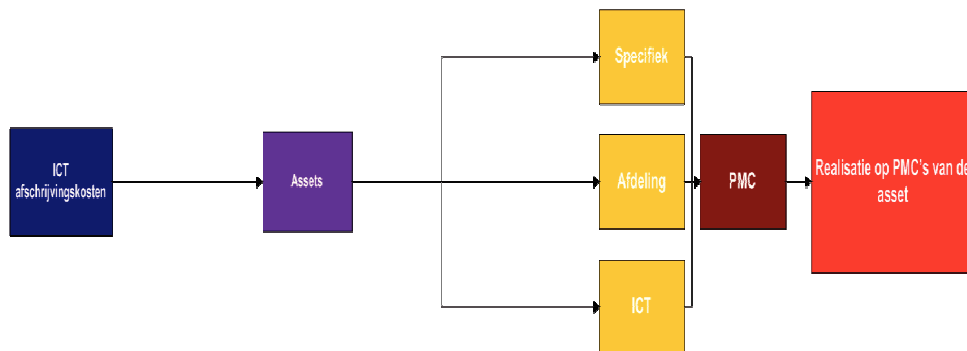 ICT
afschrijvingskosten
Assets
Specifiek
Afdeling
ICT
PMC
Realisatie op PMC's van de
asset